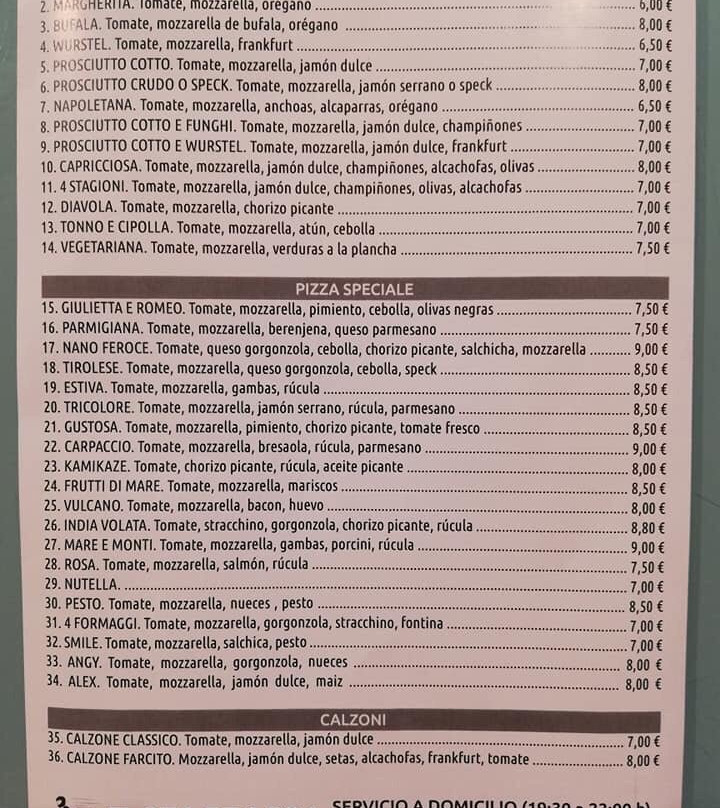 2. MARGHERITA. Tomate, mozzarella, orégano ........ 6,00 €
3. BUFALA. Tomate, mozzarella de bufala, orégano ........ 8,00 €
4. WURSTEL. Tomate, mozzarella, frankfurt ........ 6,50 €
5. PROSCIUTTO COTTO. Tomate, mozzarella, jamón dulce ........ 7,00 €
6. PROSCIUTTO CRUDO O SPECK. Tomate, mozzarella, jamón serrano o speck ........ 8,00 €
7. NAPOLETANA. Tomate, mozzarella, anchoas, alcaparras, orégano ........ 6,50 €
8. PROSCIUTTO COTTO E FUNGHI. Tomate, mozzarella, jamón dulce, champiñones ........ 7,00 €
9. PROSCIUTTO COTTO E WURSTEL. Tomate, mozzarella, jamón dulce, frankfurt ........ 7,00 €
10. CAPRICCIOSA. Tomate, mozzarella, jamón dulce, champiñones, alcachofas, olivas ........ 8,00 €
11. 4 STAGIONI. Tomate, mozzarella, jamón dulce, champiñones, olivas, alcachofas ........ 7,00 €
12. DIAVOLA. Tomate, mozzarella, chorizo picante ........ 7,00 €
13. TONNO E CIPOLLA. Tomate, mozzarella, atún, cebolla ........ 7,00 €
14. VEGETARIANA. Tomate, mozzarella, verduras a la plancha ........ 7,50 €
PIZZA SPECIALE
15. GIULIETTA E ROMEO. Tomate, mozzarella, pimiento, cebolla, olivas negras ........ 7,50 €
16. PARMIGIANA. Tomate, mozzarella, berenjena, queso parmesano ........ 7,50 €
17. NANO FEROCE. Tomate, queso gorgonzola, cebolla, chorizo picante, salchicha, mozzarella ........ 9,00 €
18. TIROLESE. Tomate, mozzarella, queso gorgonzola, cebolla, speck ........ 8,50 €
19. ESTIVA. Tomate, mozzarella, gambas, rúcula ........ 8,50 €
20. TRICOLORE. Tomate, mozzarella, jamón serrano, rúcula, parmesano ........ 8,50 €
21. GUSTOSA. Tomate, mozzarella, pimiento, chorizo picante, tomate fresco ........ 8,50 €
22. CARPACCIO. Tomate, mozzarella, bresaola, rúcula, parmesano ........ 9,00 €
23. KAMIKAZE. Tomate, chorizo picante, rúcula, aceite picante ........ 8,00 €
24. FRUTTI DI MARE. Tomate, mozzarella, mariscos ........ 8,50 €
25. VULCANO. Tomate, mozzarella, bacon, huevo ........ 8,00 €
26. INDIA VOLATA. Tomate, stracchino, gorgonzola, chorizo picante, rúcula ........ 8,80 €
27. MARE E MONTI. Tomate, mozzarella, gambas, porcini, rúcula ........ 9,00 €
28. ROSA. Tomate, mozzarella, salmón, rúcula ........ 7,50 €
29. NUTELLA. ........ 7,00 €
30. PESTO. Tomate, mozzarella, nueces , pesto ........ 8,50 €
31. 4 FORMAGGI. Tomate, mozzarella, gorgonzola, stracchino, fontina ........ 7,00 €
32. SMILE. Tomate, mozzarella, salchica, pesto ........ 7,00 €
33. ANGY. Tomate, mozzarella, gorgonzola, nueces ........ 8,00 €
34. ALEX. Tomate, mozzarella, jamón dulce, maiz ........ 8,00 €
CALZONI
35. CALZONE CLASSICO. Tomate, mozzarella, jamón dulce ........ 7,00 €
36. CALZONE FARCITO. Mozzarella, jamón dulce, setas, alcachofas, frankfurt, tomate ........ 8,00 €
SERVICIO A DOMICILIO